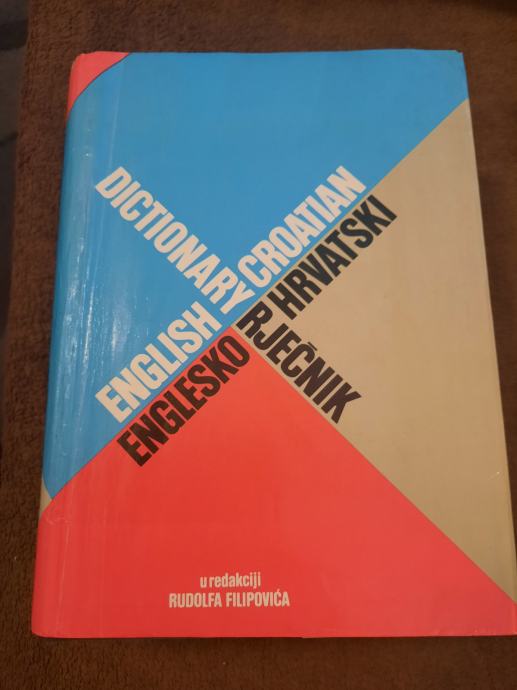 DICTIONARY
ENGLISH CROATIAN
ENGLESKO HRVATSKI
RJEČNIK
u redakciji
RUDOLFA FILIPOVIĆA